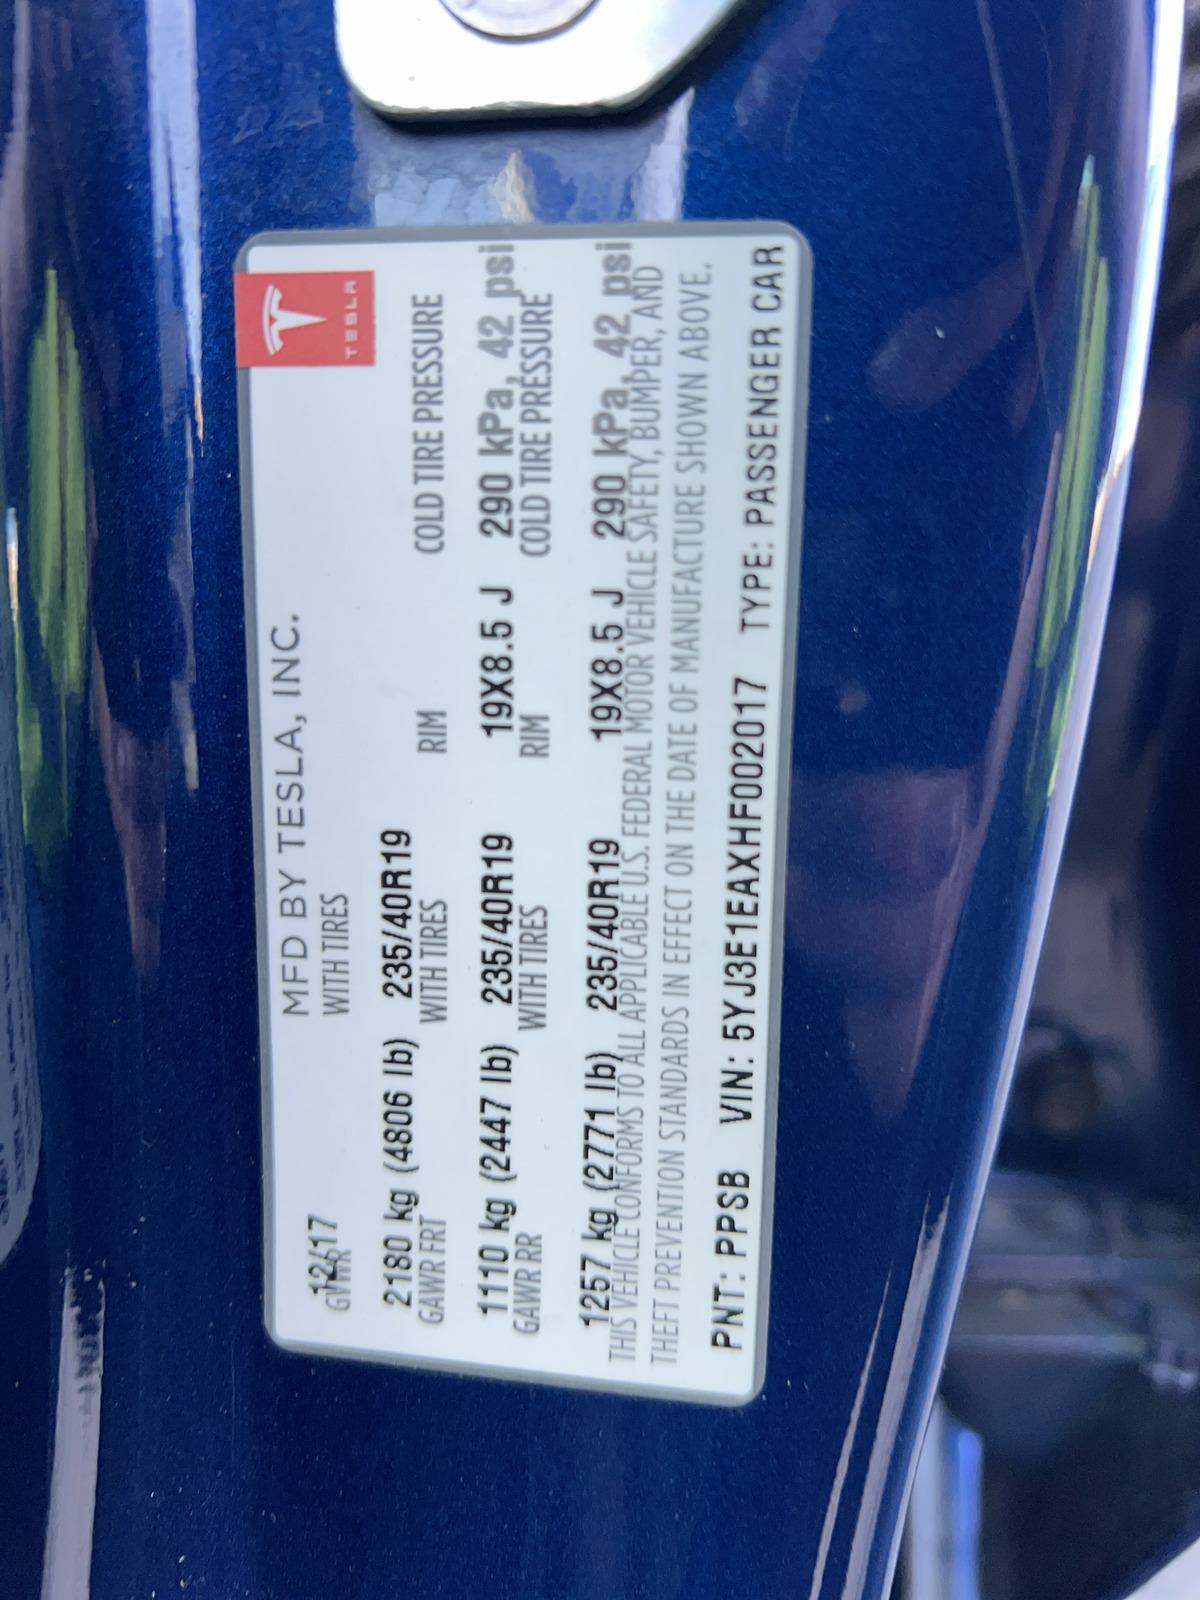 TESLA
MFD BY TESLA, INC.
12/17
GVWR WITH TIRES
2180 kg (4806 lb) 235/40R19
GAWR FRT WITH TIRES RIM COLD TIRE PRESSURE
1110 kg (2447 lb) 235/40R19 19X8.5 J 290 kPa, 42 psi
GAWR RR WITH TIRES RIM COLD TIRE PRESSURE
1257 kg (2771 lb) 235/40R19 19X8.5 J 290 kPa, 42 psi
THIS VEHICLE CONFORMS TO ALL APPLICABLE U.S. FEDERAL MOTOR VEHICLE SAFETY, BUMPER, AND
THEFT PREVENTION STANDARDS IN EFFECT ON THE DATE OF MANUFACTURE SHOWN ABOVE.
PNT: PPSB VIN: 5YJ3E1EAXHF002017 TYPE: PASSENGER CAR